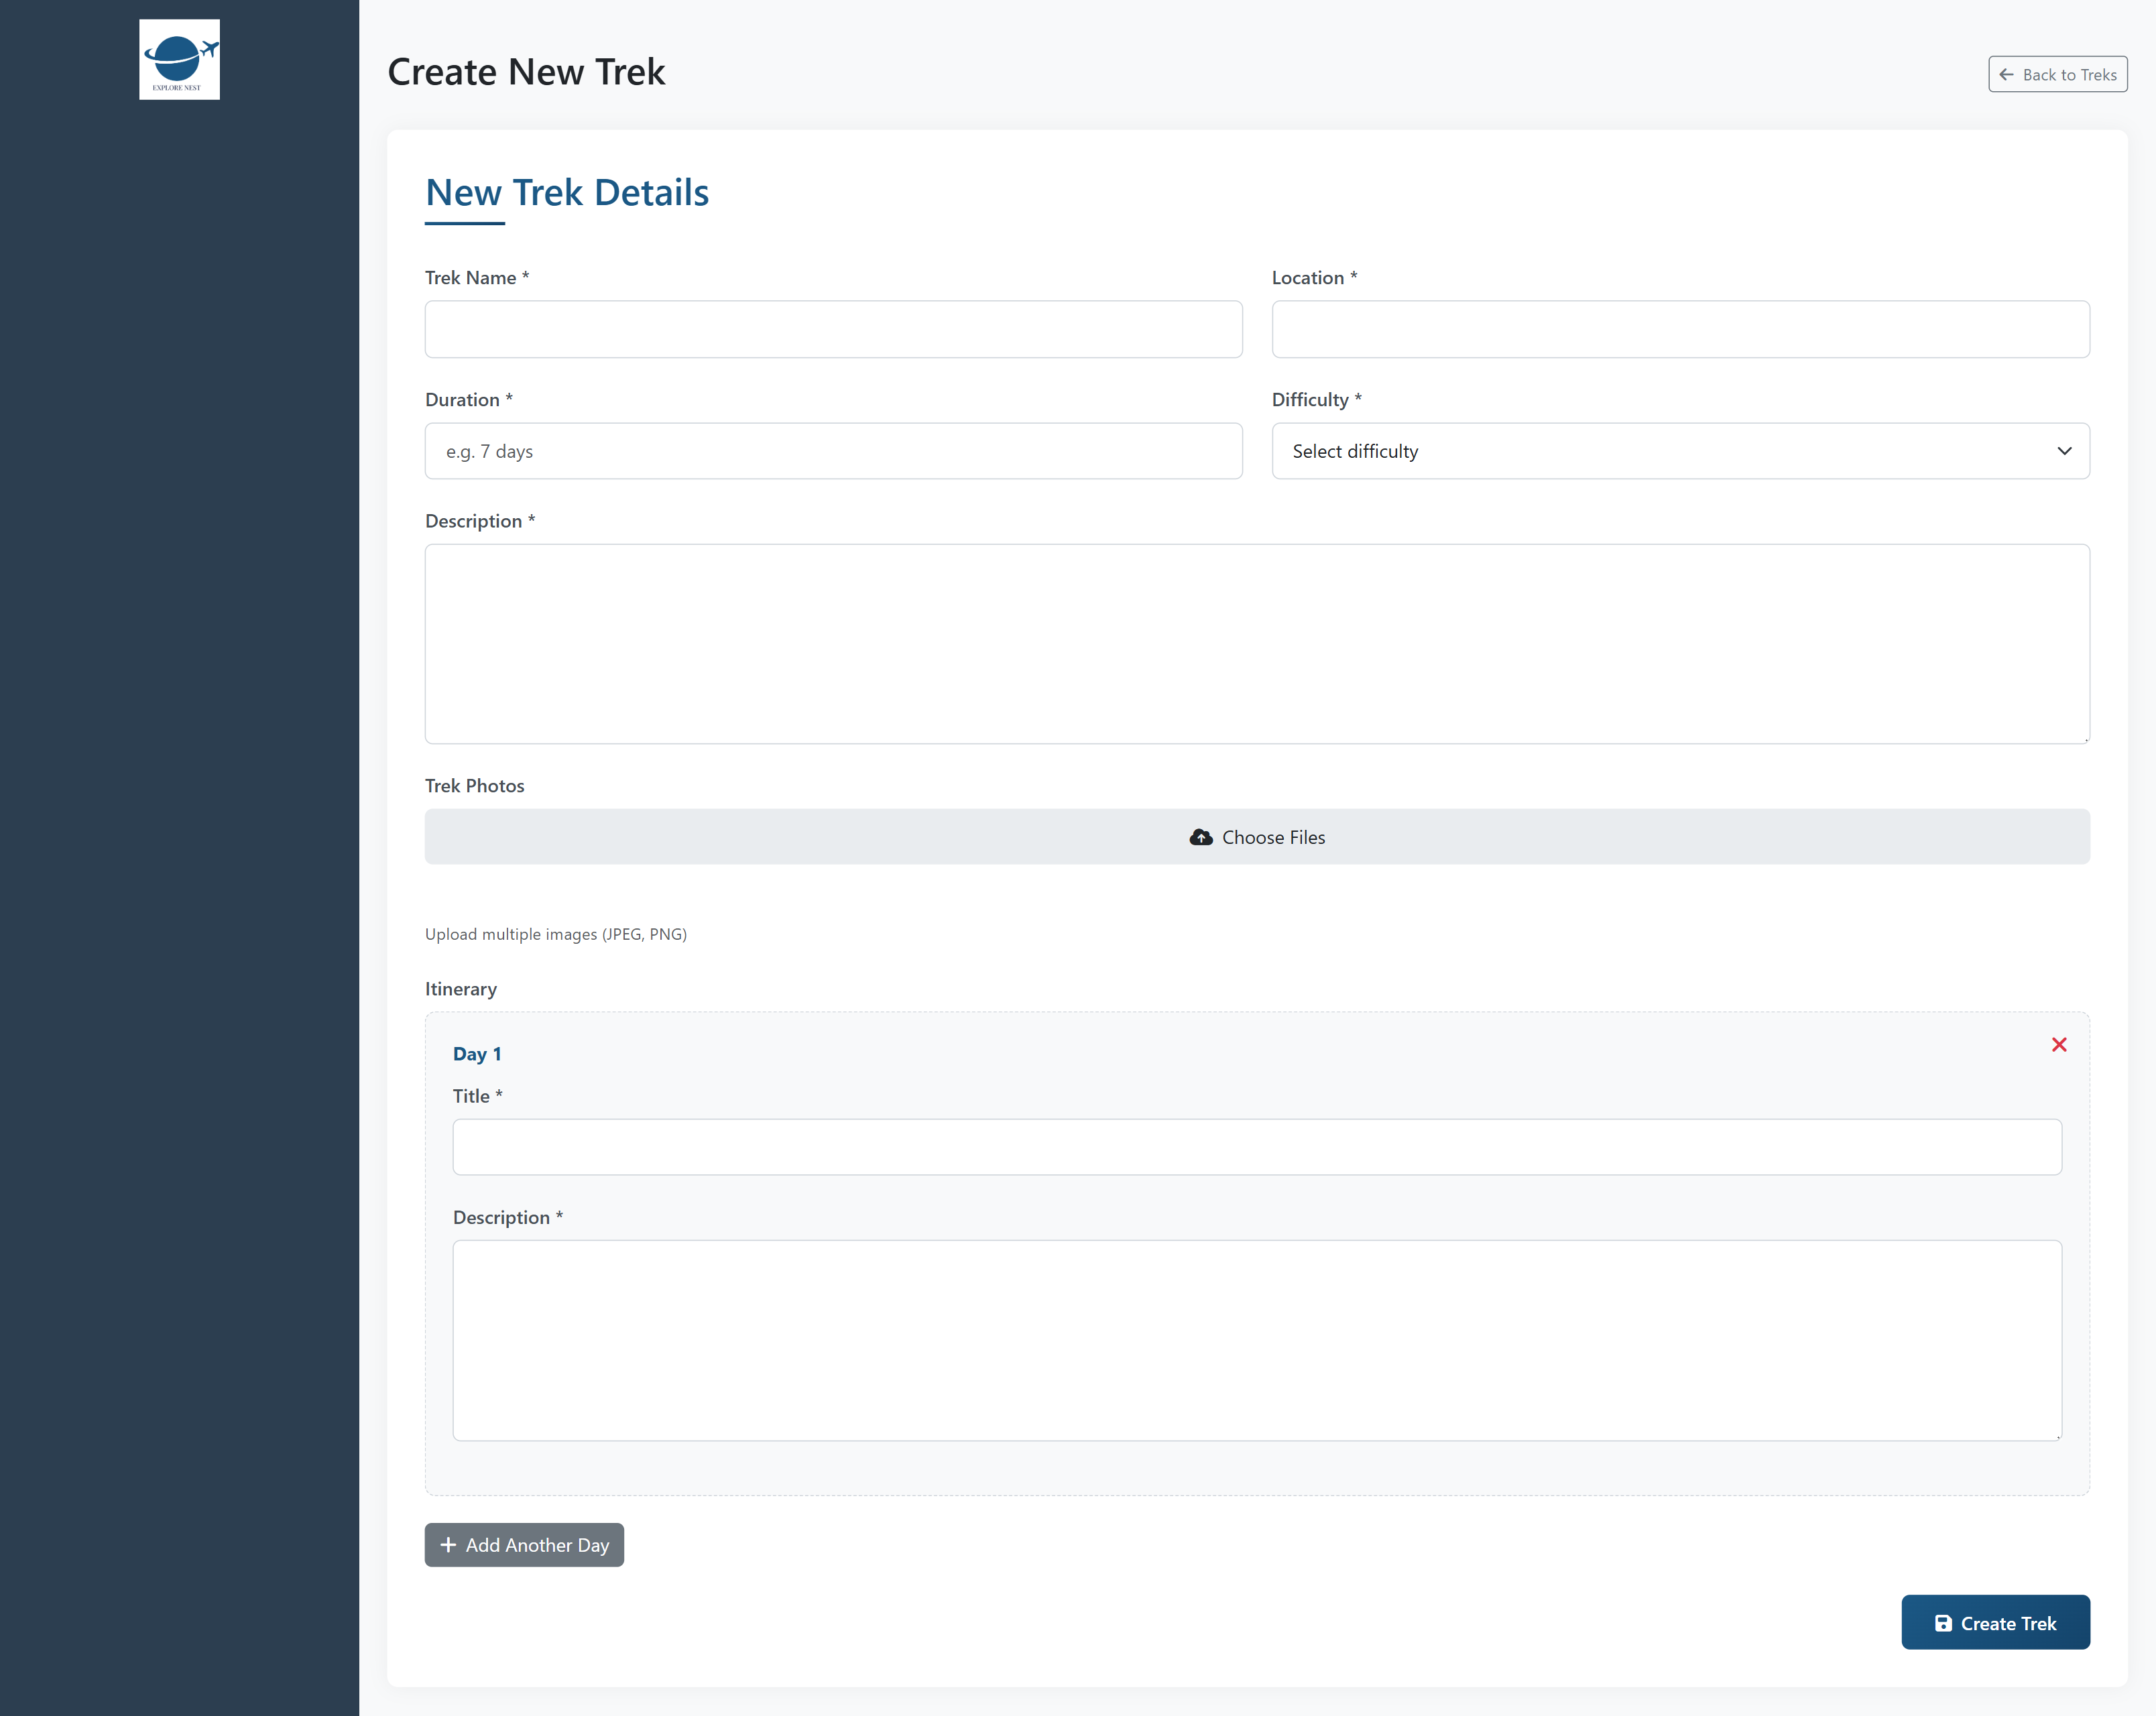 EXPLORE NEST
Create New Trek
Back to Treks
New Trek Details
Trek Name *
Location *
Duration *
Difficulty *
e.g. 7 days
Select difficulty
Description *
Trek Photos
Choose Files
Upload multiple images (JPEG, PNG)
Itinerary
Day 1
Title *
Description *
Add Another Day
Create Trek